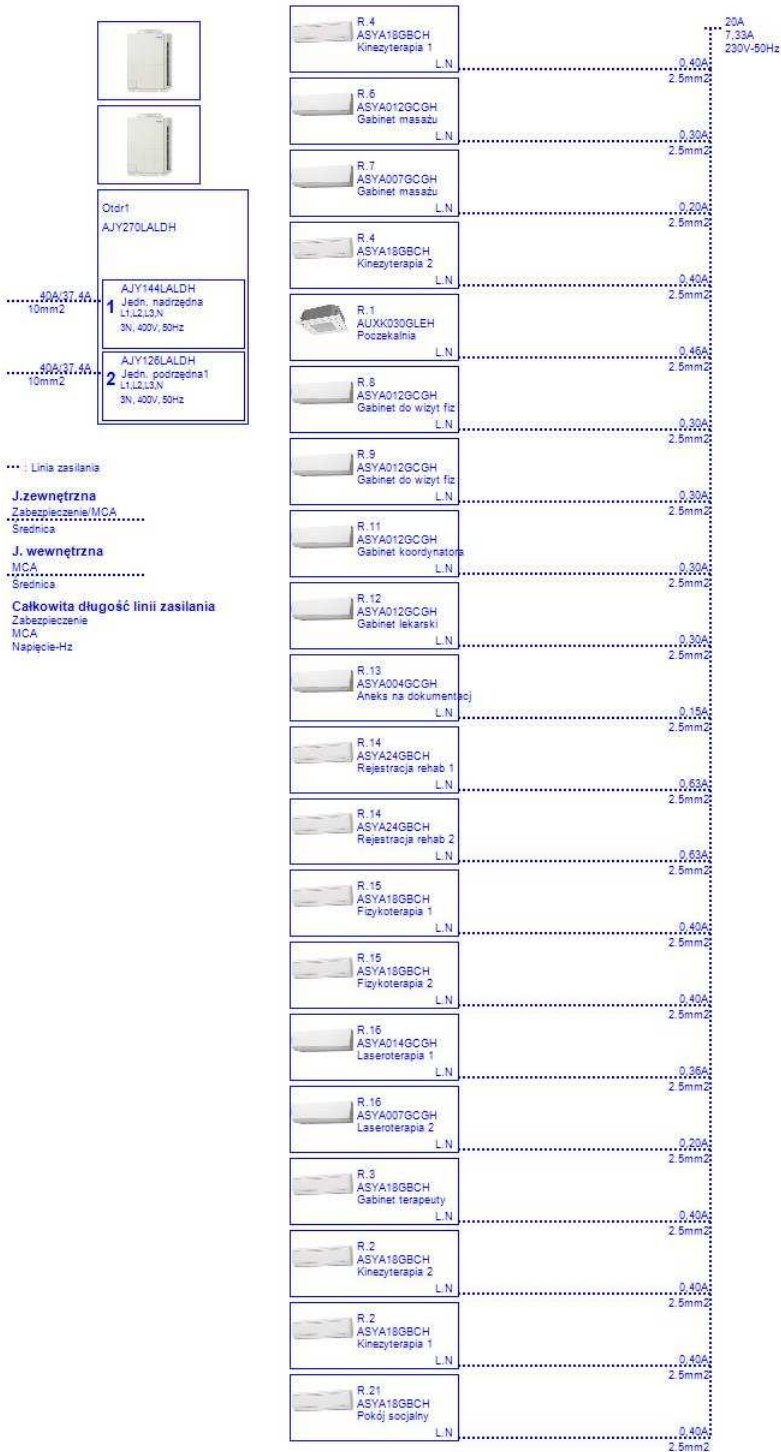 Otdr1
AJY270LALDH
40A/37,4A
10mm2
1
AJY144LALDH
Jedn. nadrzędna
L1,L2,L3,N
3N, 400V, 50Hz
40A/37,4A
10mm2
2
AJY126LALDH
Jedn. podrzędna1
L1,L2,L3,N
3N, 400V, 50Hz
: Linia zasilania
J.zewnętrzna
Zabezpieczenie/MCA
Średnica
J. wewnętrzna
MCA
Średnica
Całkowita długość linii zasilania
Zabezpieczenie
MCA
Napięcie-Hz
R.4
ASYA18GBCH
Kinezyterapia 1
L.N
0,40A
2.5mm2
R.6
ASYA012GCGH
Gabinet masażu
L.N
0,30A
2.5mm2
R.7
ASYA007GCGH
Gabinet masażu
L.N
0,20A
2.5mm2
R.4
ASYA18GBCH
Kinezyterapia 2
L.N
0,40A
2.5mm2
R.1
AUXK030GLEH
Poczekalnia
L.N
0,46A
2.5mm2
R.8
ASYA012GCGH
Gabinet do wizyt fiz
L.N
0,30A
2.5mm2
R.9
ASYA012GCGH
Gabinet do wizyt fiz
L.N
0,30A
2.5mm2
R.11
ASYA012GCGH
Gabinet koordynatora
L.N
0,30A
2.5mm2
R.12
ASYA012GCGH
Gabinet lekarski
L.N
0,30A
2.5mm2
R.13
ASYA004GCGH
Aneks na dokumentacj
L.N
0,15A
2.5mm2
R.14
ASYA24GBCH
Rejestracja rehab 1
L.N
0,63A
2.5mm2
R.14
ASYA24GBCH
Rejestracja rehab 2
L.N
0,63A
2.5mm2
R.15
ASYA18GBCH
Fizykoterapia 1
L.N
0,40A
2.5mm2
R.15
ASYA18GBCH
Fizykoterapia 2
L.N
0,40A
2.5mm2
R.16
ASYA014GCGH
Laseroterapia 1
L.N
0,36A
2.5mm2
R.16
ASYA007GCGH
Laseroterapia 2
L.N
0,20A
2.5mm2
R.3
ASYA18GBCH
Gabinet terapeuty
L.N
0,40A
2.5mm2
R.2
ASYA18GBCH
Kinezyterapia 2
L.N
0,40A
2.5mm2
R.2
ASYA18GBCH
Kinezyterapia 1
L.N
0,40A
2.5mm2
R.21
ASYA18GBCH
Pokój socjalny
L.N
0,40A
2.5mm2
20A
7,33A
230V-50Hz